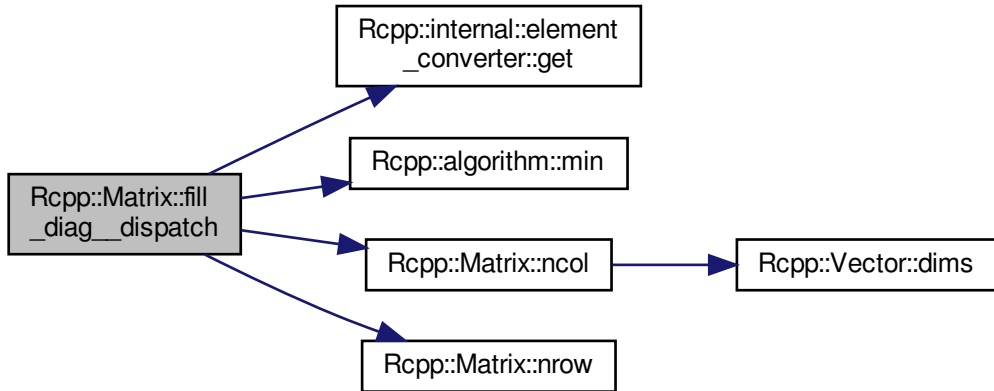 Rcpp::internal::element
_converter::get
Rcpp::algorithm::min
Rcpp::Matrix::fill
_diag__dispatch
Rcpp::Matrix::ncol
Rcpp::Vector::dims
Rcpp::Matrix::nrow